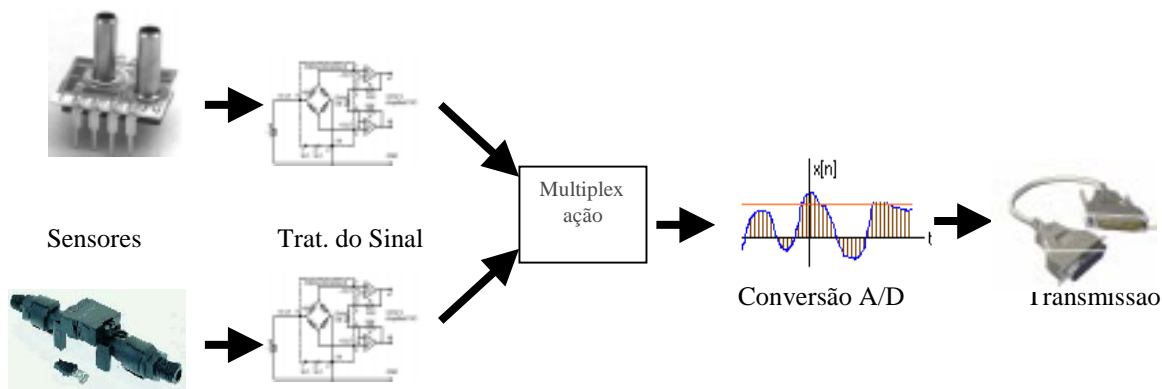 x[n]
Multiplex
ação
t
Sensores
Trat. do Sinal
Conversão A/D
Transmissão